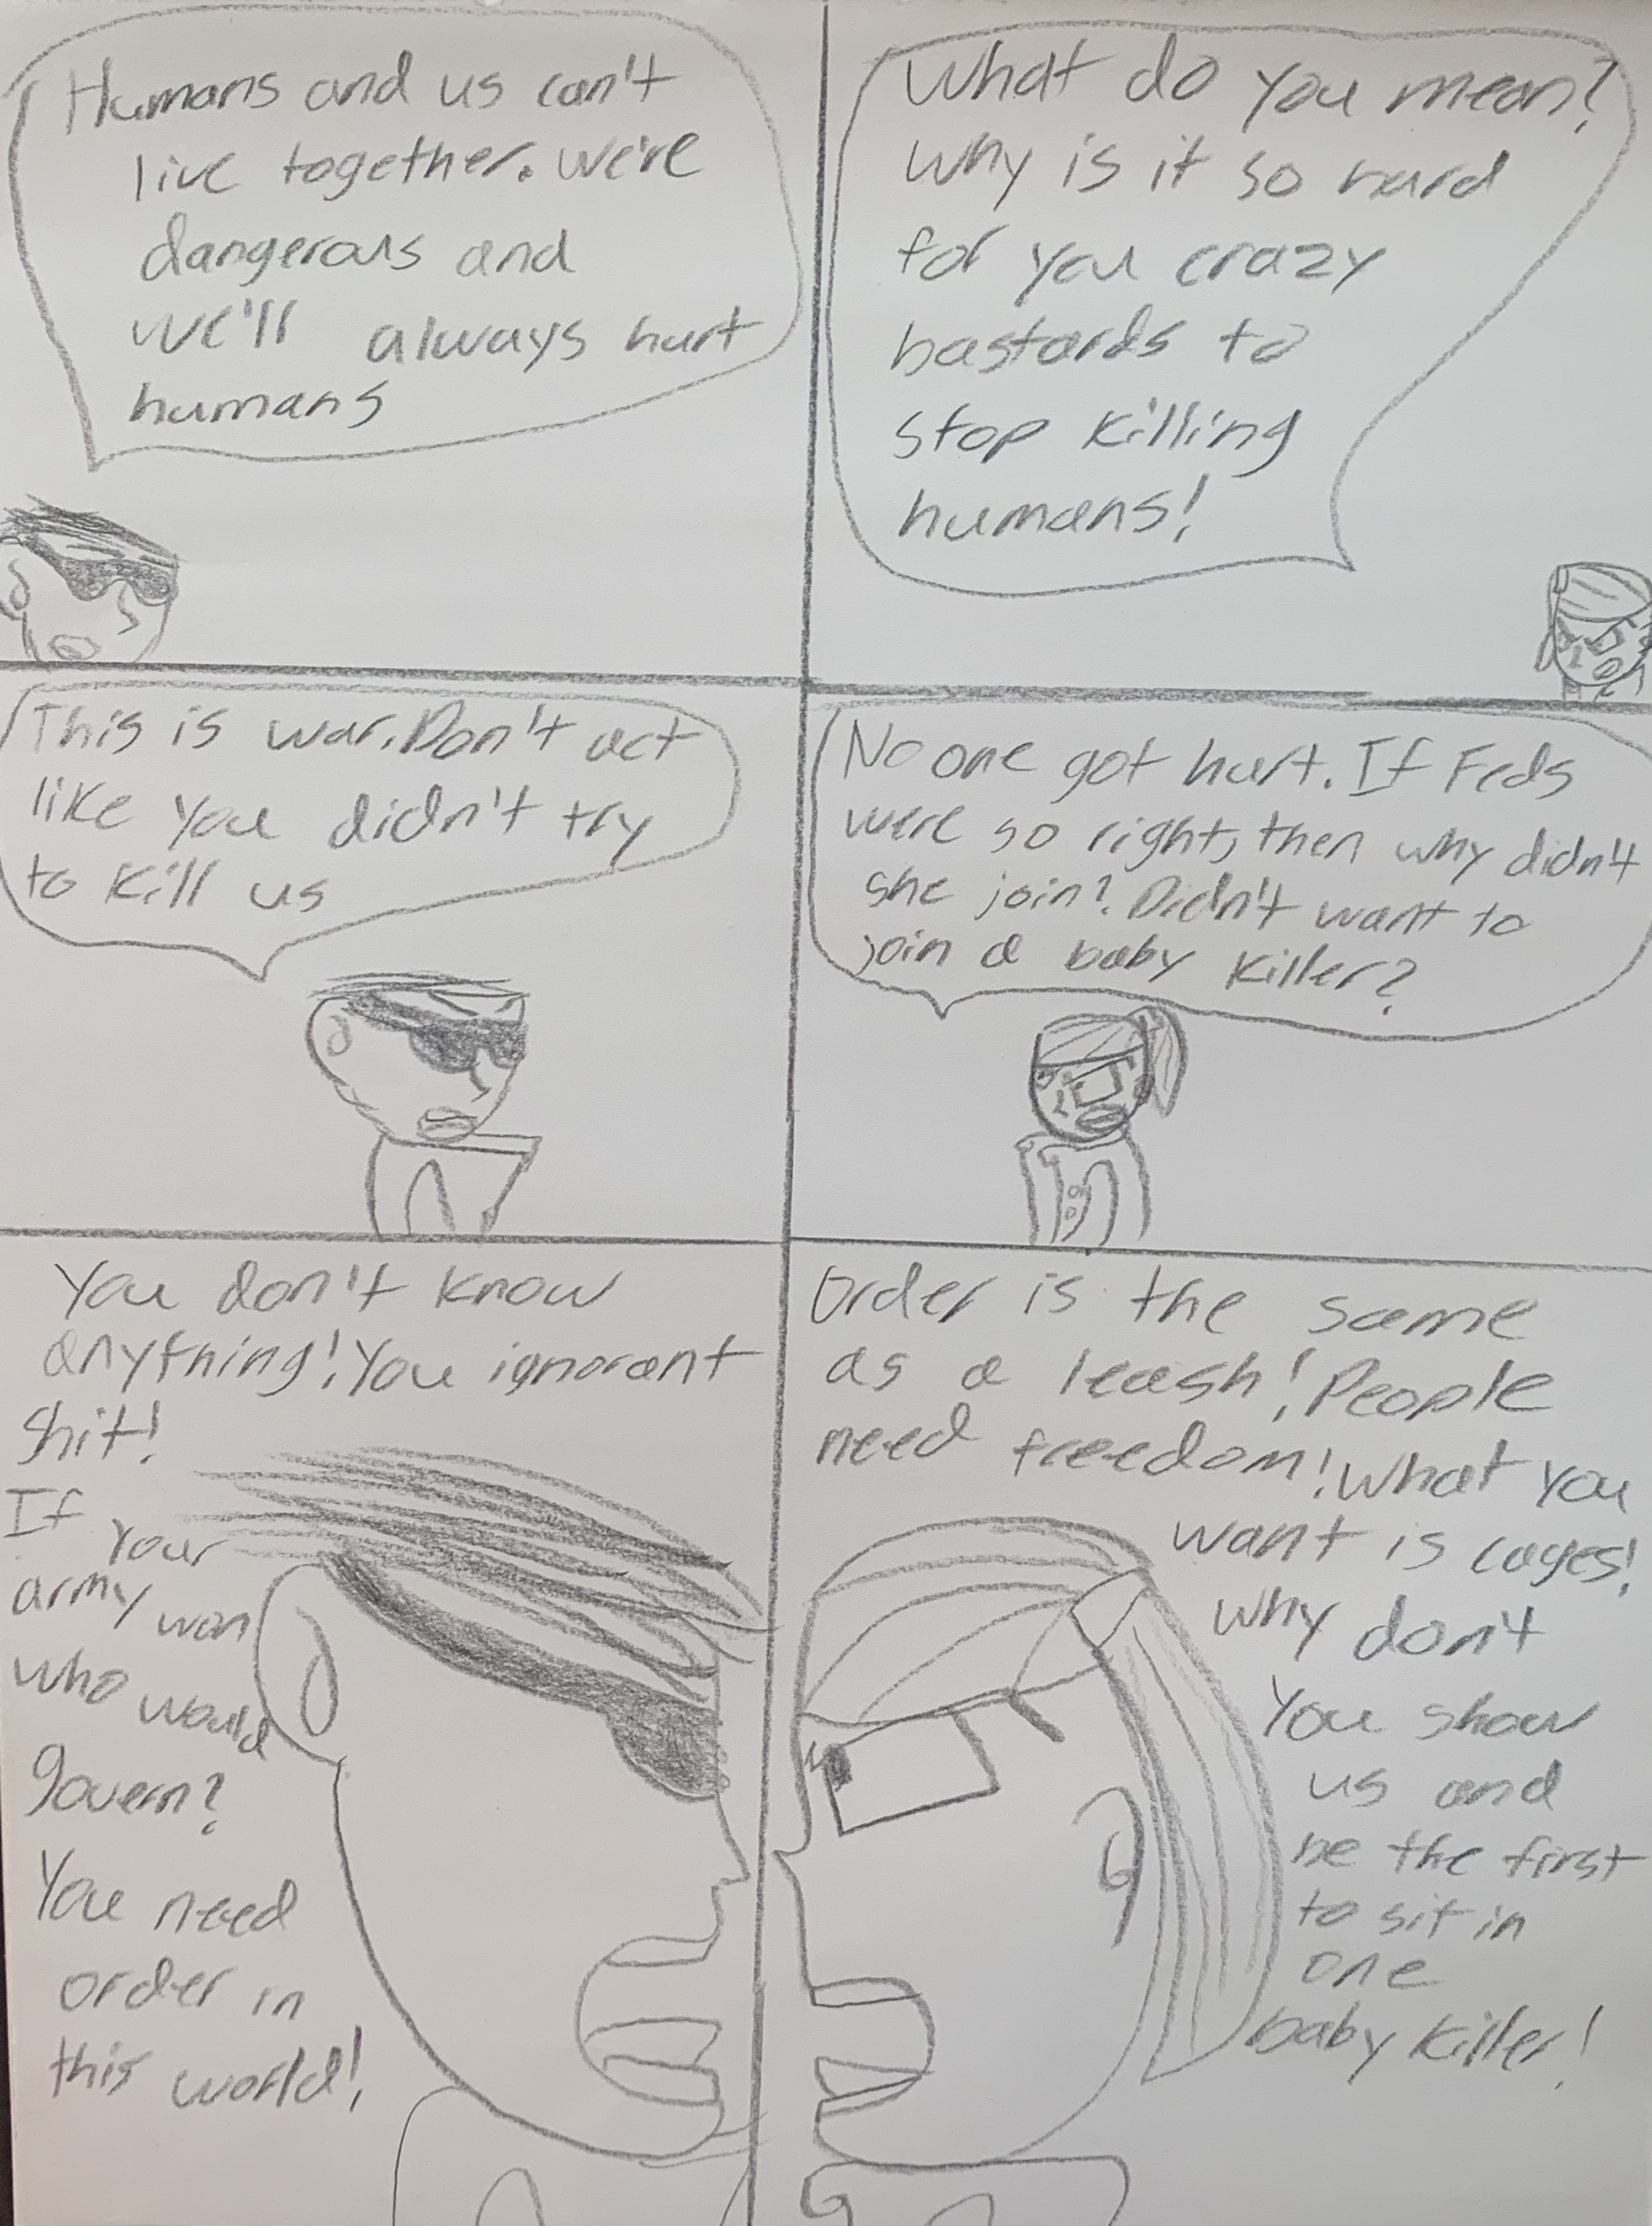 Humans and us can't
live together. We're
dangerous and
we'll always hurt
humans
What do you mean?
Why is it so hard
for you crazy
bastards to
stop killing
humans!
This is war. Don't act
like you didn't try
to kill us
No one got hurt. If Feds
were so right, then why didn't
she join? Didn't want to
join a baby killer?
You don't know
anything! You ignorant
shit!
If your
army won
who would
govern?
You need
order in
this world!
Order is the same
as a leash! People
need freedom! What you
want is cages!
Why don't
you show
us and
be the first
to sit in
one
baby killer!